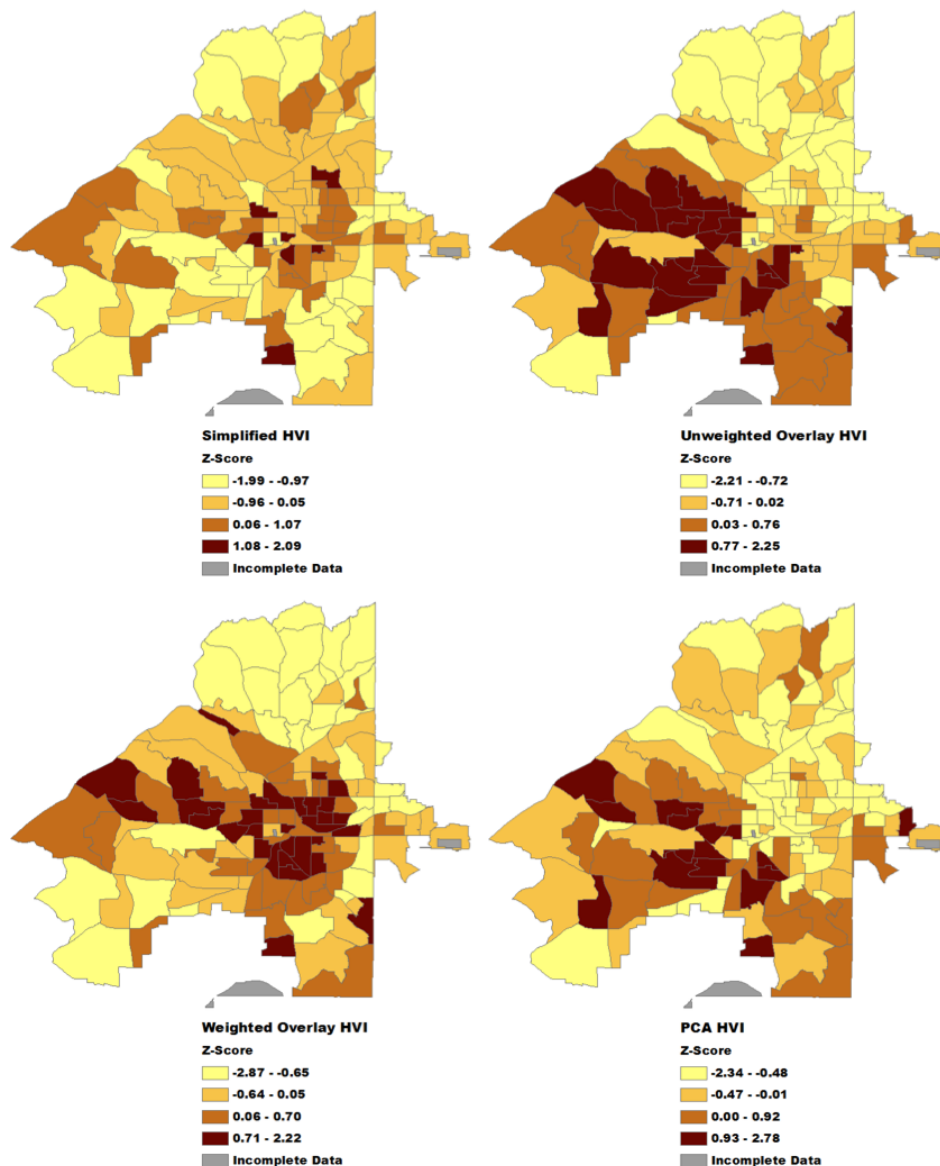 Simplified HVI
Z-Score
-1.99 - -0.97
-0.96 - 0.05
0.06 - 1.07
1.08 - 2.09
Incomplete Data
Unweighted Overlay HVI
Z-Score
-2.21 - -0.72
-0.71 - 0.02
0.03 - 0.76
0.77 - 2.25
Incomplete Data
Weighted Overlay HVI
Z-Score
-2.87 - -0.65
-0.64 - 0.05
0.06 - 0.70
0.71 - 2.22
Incomplete Data
PCA HVI
Z-Score
-2.34 - -0.48
-0.47 - -0.01
0.00 - 0.92
0.93 - 2.78
Incomplete Data